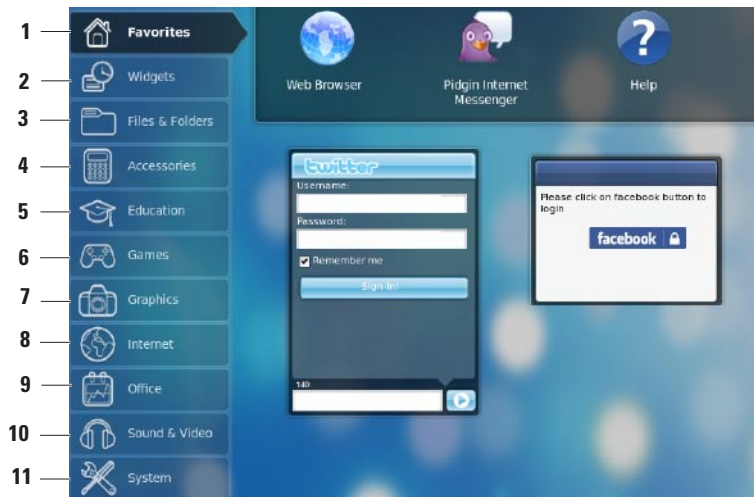 1
Favorites
2
Widgets
3
Files & Folders
4
Accessories
5
Education
6
Games
7
Graphics
8
Internet
9
Office
10
Sound & Video
11
System
Web Browser
Pidgin Internet
Messenger
Help
twitter
Username:
Password:
Remember me
Sign In!
140
Please click on facebook button to
login
facebook